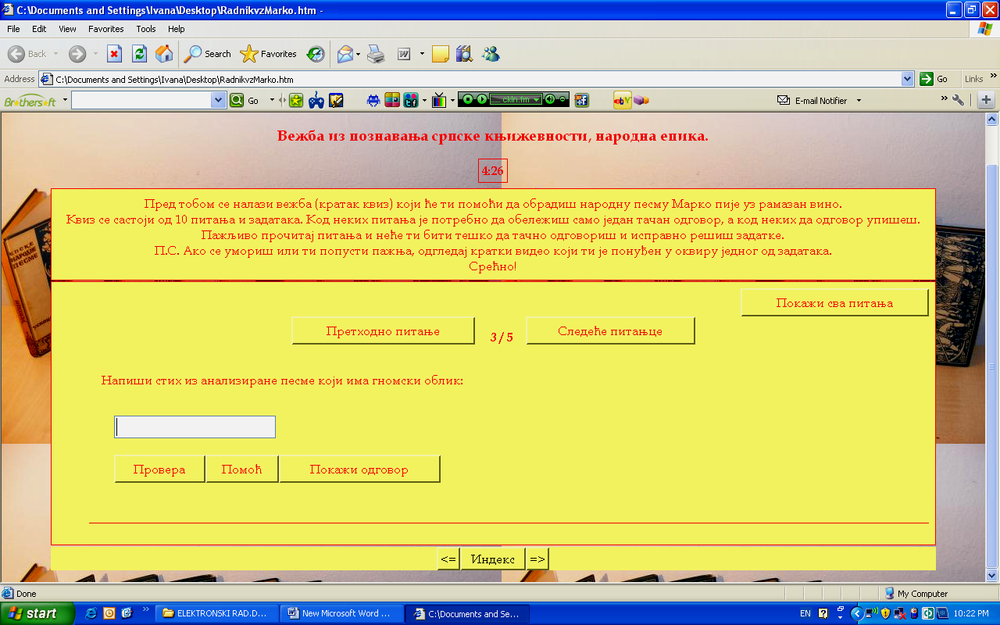 C:\Documents and Settings\Ivana\Desktop\RadnikvzMarko.htm -
File Edit View Favorites Tools Help
Back Search Favorites
Address C:\Documents and Settings\Ivana\Desktop\RadnikvzMarko.htm Go Links »
Br★thers★ft Go ..... ckln.fm E-mail Notifier »
Вежба из познавања српске књижевности, народна епика.
4:26
Пред тобом се налази вежба (кратак квиз) који ће ти помоћи да обрадиш народну песму Марко пије уз рамазан вино.
Квиз се састоји од 10 питања и задатака. Код неких питања је потребно да обележиш само један тачан одговор, а код неких да одговор упишеш.
Пажљиво прочитај питања и неће ти бити тешко да тачно одговориш и исправно решиш задатке.
П.С. Ако се умориш или ти попусти пажња, одгледај кратки видео који ти је понуђен у оквиру једног од задатака.
Срећно!
Покажи сва питања
Претходно питање 3 / 5 Следеће питањце
Напиши стих из анализиране песме који има гномски облик:
Провера Помоћ Покажи одговор
<= Индекс =>
Done My Computer
start » ELEKTRONSKI RAD.D... New Microsoft Word ... C:\Documents and Se... EN 10:22 PM